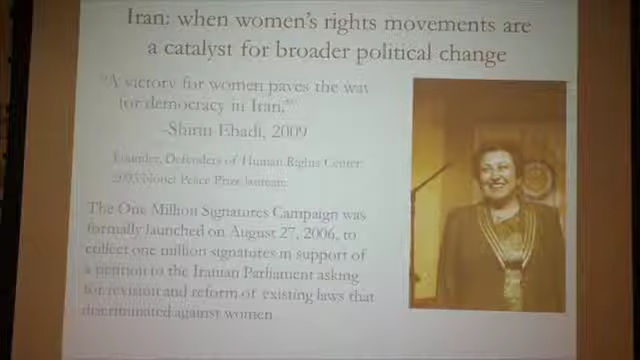 Iran: when women's rights movements are
a catalyst for broader political change
"A victory for women paves the way
for democracy in Iran."
-Shirin Ebadi, 2009
Founder, Defenders of Human Rights Center
2003 Nobel Peace Prize laureate
The One Million Signatures Campaign was
formally launched on August 27, 2006, to
collect one million signatures in support of
a petition to the Iranian Parliament asking
for revision and reform of existing laws that
discriminated against women